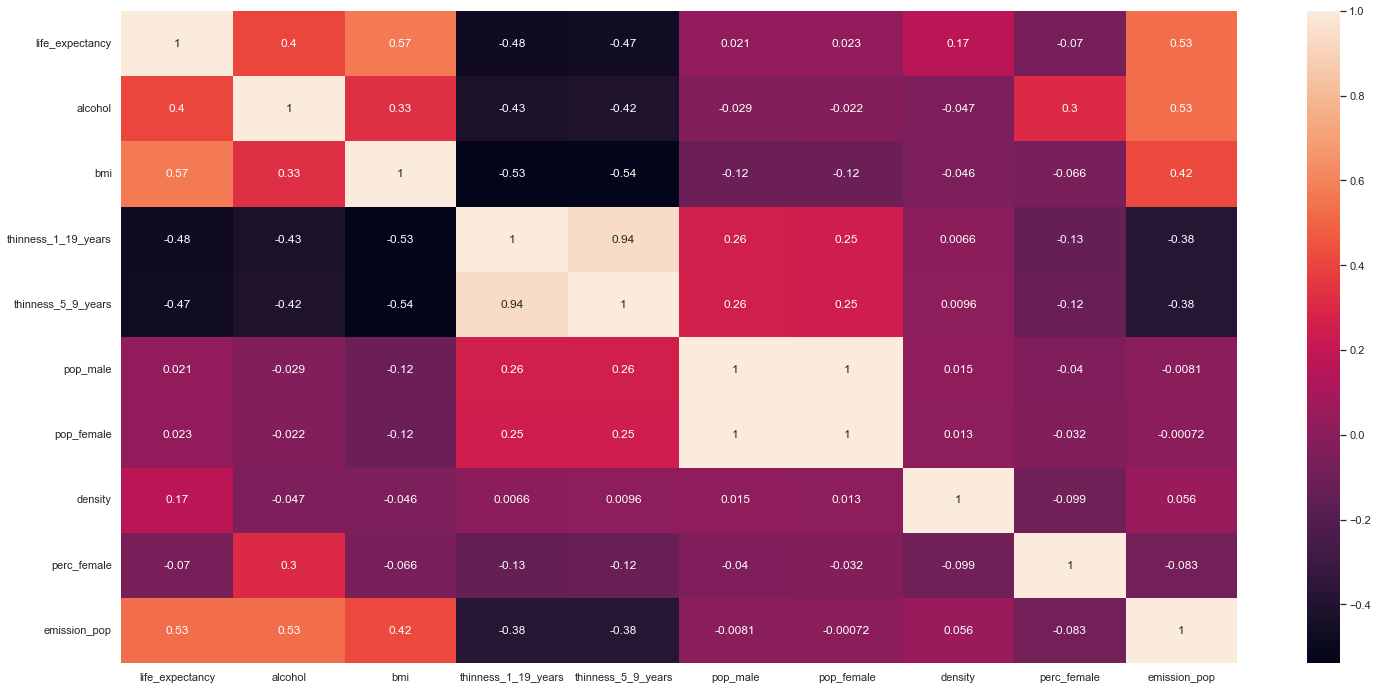 life_expectancy 1 0.4 0.57 -0.48 -0.47 0.021 0.023 0.17 -0.07 0.53
alcohol 0.4 1 0.33 -0.43 -0.42 -0.029 -0.022 -0.047 0.3 0.53
bmi 0.57 0.33 1 -0.53 -0.54 -0.12 -0.12 -0.046 -0.066 0.42
thinness_1_19_years -0.48 -0.43 -0.53 1 0.94 0.26 0.25 0.0066 -0.13 -0.38
thinness_5_9_years -0.47 -0.42 -0.54 0.94 1 0.26 0.25 0.0096 -0.12 -0.38
pop_male 0.021 -0.029 -0.12 0.26 0.26 1 1 0.015 -0.04 -0.0081
pop_female 0.023 -0.022 -0.12 0.25 0.25 1 1 0.013 -0.032 -0.00072
density 0.17 -0.047 -0.046 0.0066 0.0096 0.015 0.013 1 -0.099 0.056
perc_female -0.07 0.3 -0.066 -0.13 -0.12 -0.04 -0.032 -0.099 1 -0.083
emission_pop 0.53 0.53 0.42 -0.38 -0.38 -0.0081 -0.00072 0.056 -0.083 1
life_expectancy alcohol bmi thinness_1_19_years thinness_5_9_years pop_male pop_female density perc_female emission_pop
1.0
0.8
0.6
0.4
0.2
0.0
−0.2
−0.4